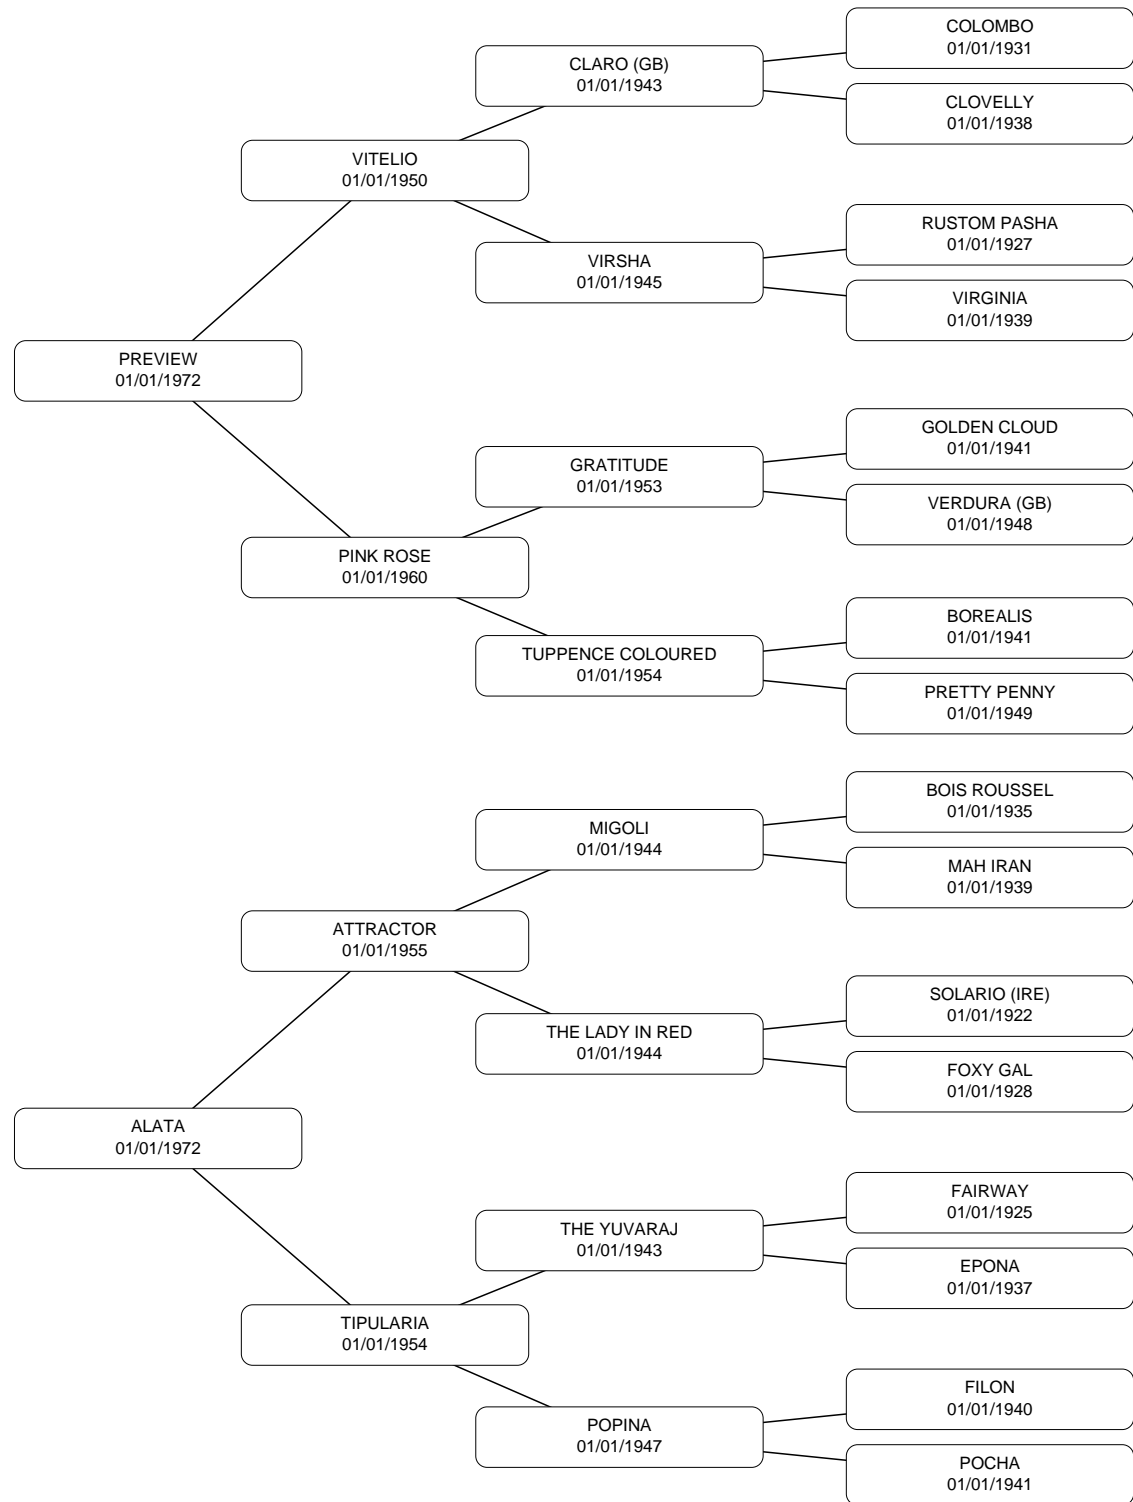 COLOMBO
01/01/1931
CLARO (GB)
01/01/1943
CLOVELLY
01/01/1938
VITELIO
01/01/1950
RUSTOM PASHA
01/01/1927
VIRSHA
01/01/1945
VIRGINIA
01/01/1939
PREVIEW
01/01/1972
GOLDEN CLOUD
01/01/1941
GRATITUDE
01/01/1953
VERDURA (GB)
01/01/1948
PINK ROSE
01/01/1960
BOREALIS
01/01/1941
TUPPENCE COLOURED
01/01/1954
PRETTY PENNY
01/01/1949
BOIS ROUSSEL
01/01/1935
MIGOLI
01/01/1944
MAH IRAN
01/01/1939
ATTRACTOR
01/01/1955
SOLARIO (IRE)
01/01/1922
THE LADY IN RED
01/01/1944
FOXY GAL
01/01/1928
ALATA
01/01/1972
FAIRWAY
01/01/1925
THE YUVARAJ
01/01/1943
EPONA
01/01/1937
TIPULARIA
01/01/1954
FILON
01/01/1940
POPINA
01/01/1947
POCHA
01/01/1941